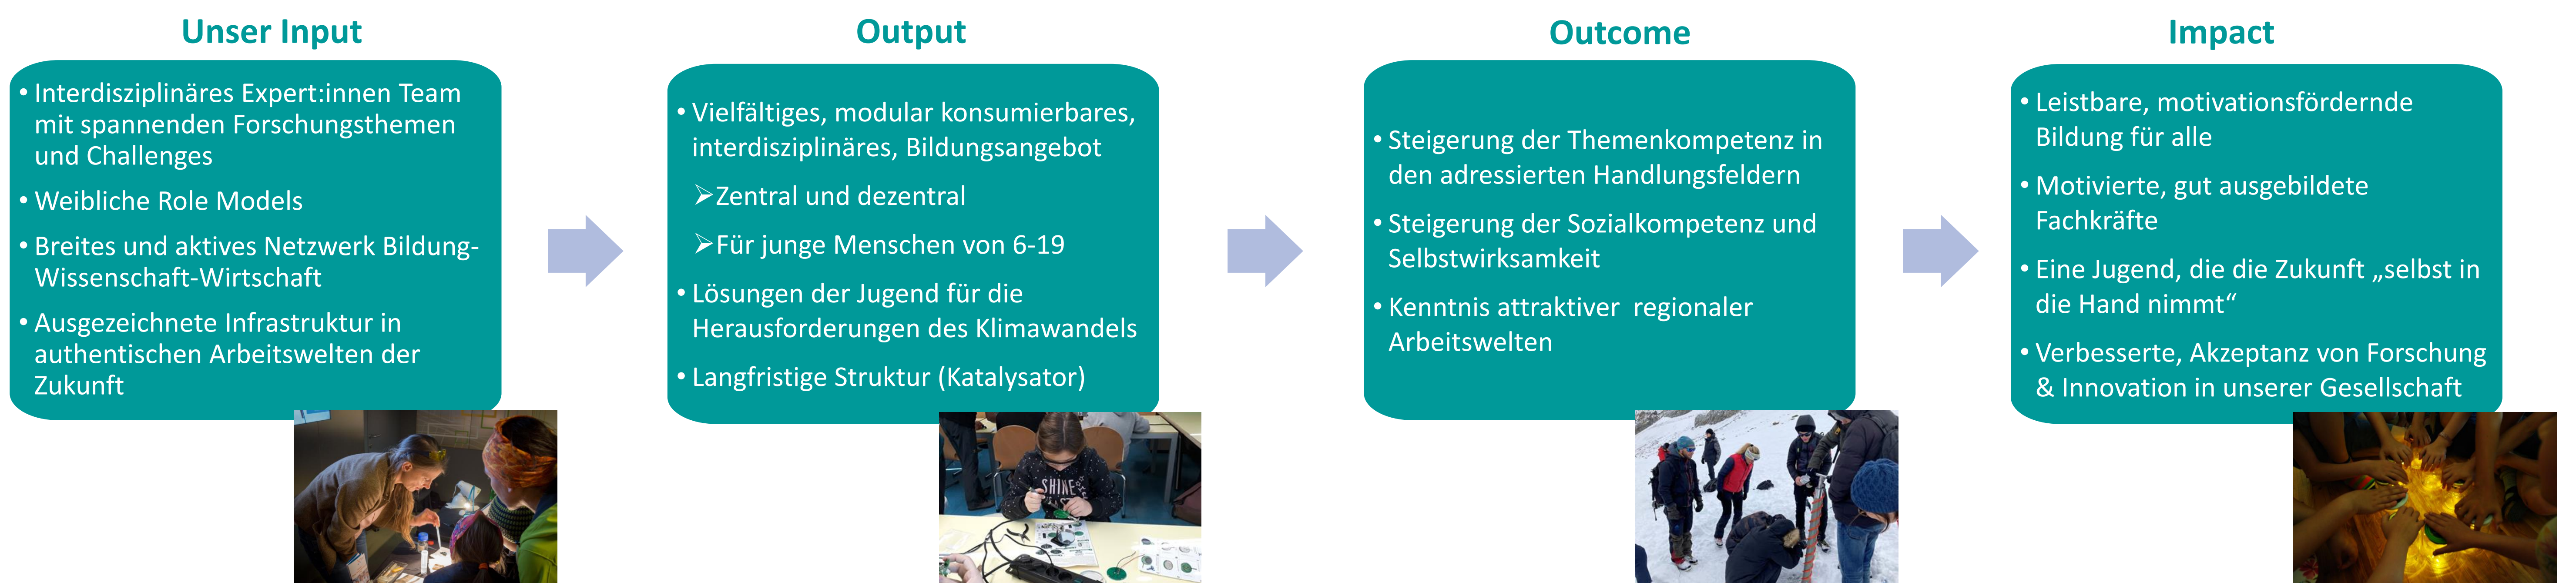 Unser Input
• Interdisziplinäres Expert:innen Team
mit spannenden Forschungsthemen
und Challenges
• Weibliche Role Models
• Breites und aktives Netzwerk Bildung-
Wissenschaft-Wirtschaft
• Ausgezeichnete Infrastruktur in
authentischen Arbeitswelten der
Zukunft
Output
• Vielfältiges, modular konsumierbares,
interdisziplinäres, Bildungsangebot
➢Zentral und dezentral
➢Für junge Menschen von 6-19
• Lösungen der Jugend für die
Herausforderungen des Klimawandels
• Langfristige Struktur (Katalysator)
SHINE
Outcome
• Steigerung der Themenkompetenz in
den adressierten Handlungsfeldern
• Steigerung der Sozialkompetenz und
Selbstwirksamkeit
• Kenntnis attraktiver  regionaler
Arbeitswelten
Impact
• Leistbare, motivationsfördernde
Bildung für alle
• Motivierte, gut ausgebildete
Fachkräfte
• Eine Jugend, die die Zukunft „selbst in
die Hand nimmt“
• Verbesserte, Akzeptanz von Forschung
& Innovation in unserer Gesellschaft